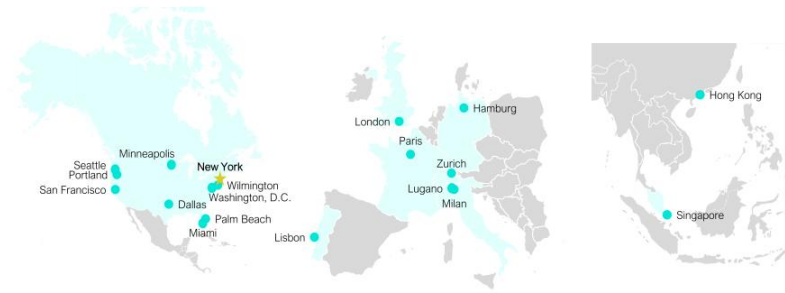 Minneapolis
Seattle
Portland
San Francisco
New York
Wilmington
Washington, D.C.
Dallas
Palm Beach
Miami
London
Hamburg
Paris
Zurich
Lugano
Milan
Lisbon
Hong Kong
Singapore